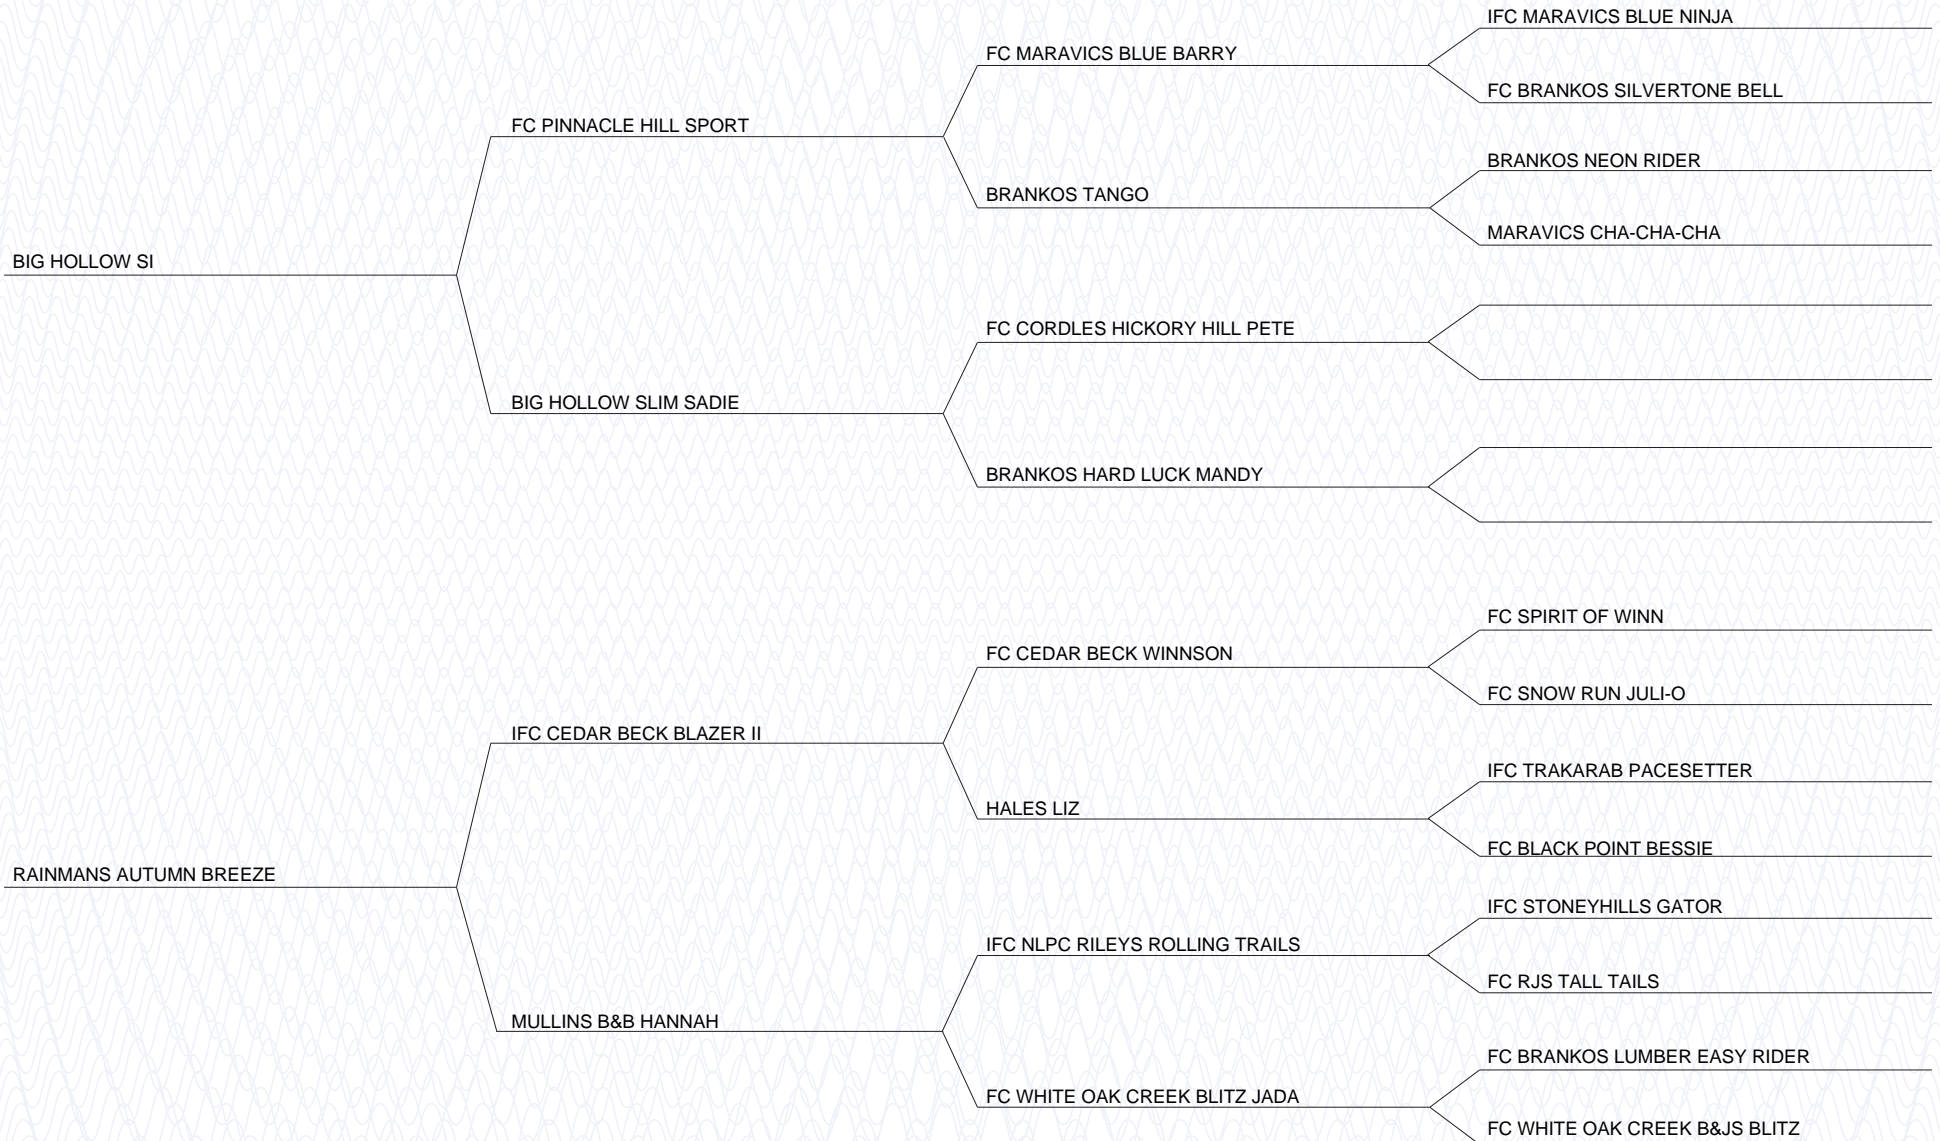 IFC MARAVICS BLUE NINJA
FC MARAVICS BLUE BARRY
FC BRANKOS SILVERTONE BELL
FC PINNACLE HILL SPORT
BRANKOS NEON RIDER
BRANKOS TANGO
MARAVICS CHA-CHA-CHA
BIG HOLLOW SI
FC CORDLES HICKORY HILL PETE
BIG HOLLOW SLIM SADIE
BRANKOS HARD LUCK MANDY
FC SPIRIT OF WINN
FC CEDAR BECK WINNSON
FC SNOW RUN JULI-O
IFC CEDAR BECK BLAZER II
IFC TRAKARAB PACESETTER
HALES LIZ
FC BLACK POINT BESSIE
RAINMANS AUTUMN BREEZE
IFC STONEYHILLS GATOR
IFC NLPC RILEYS ROLLING TRAILS
FC RJS TALL TAILS
MULLINS B&B HANNAH
FC BRANKOS LUMBER EASY RIDER
FC WHITE OAK CREEK BLITZ JADA
FC WHITE OAK CREEK B&JS BLITZ